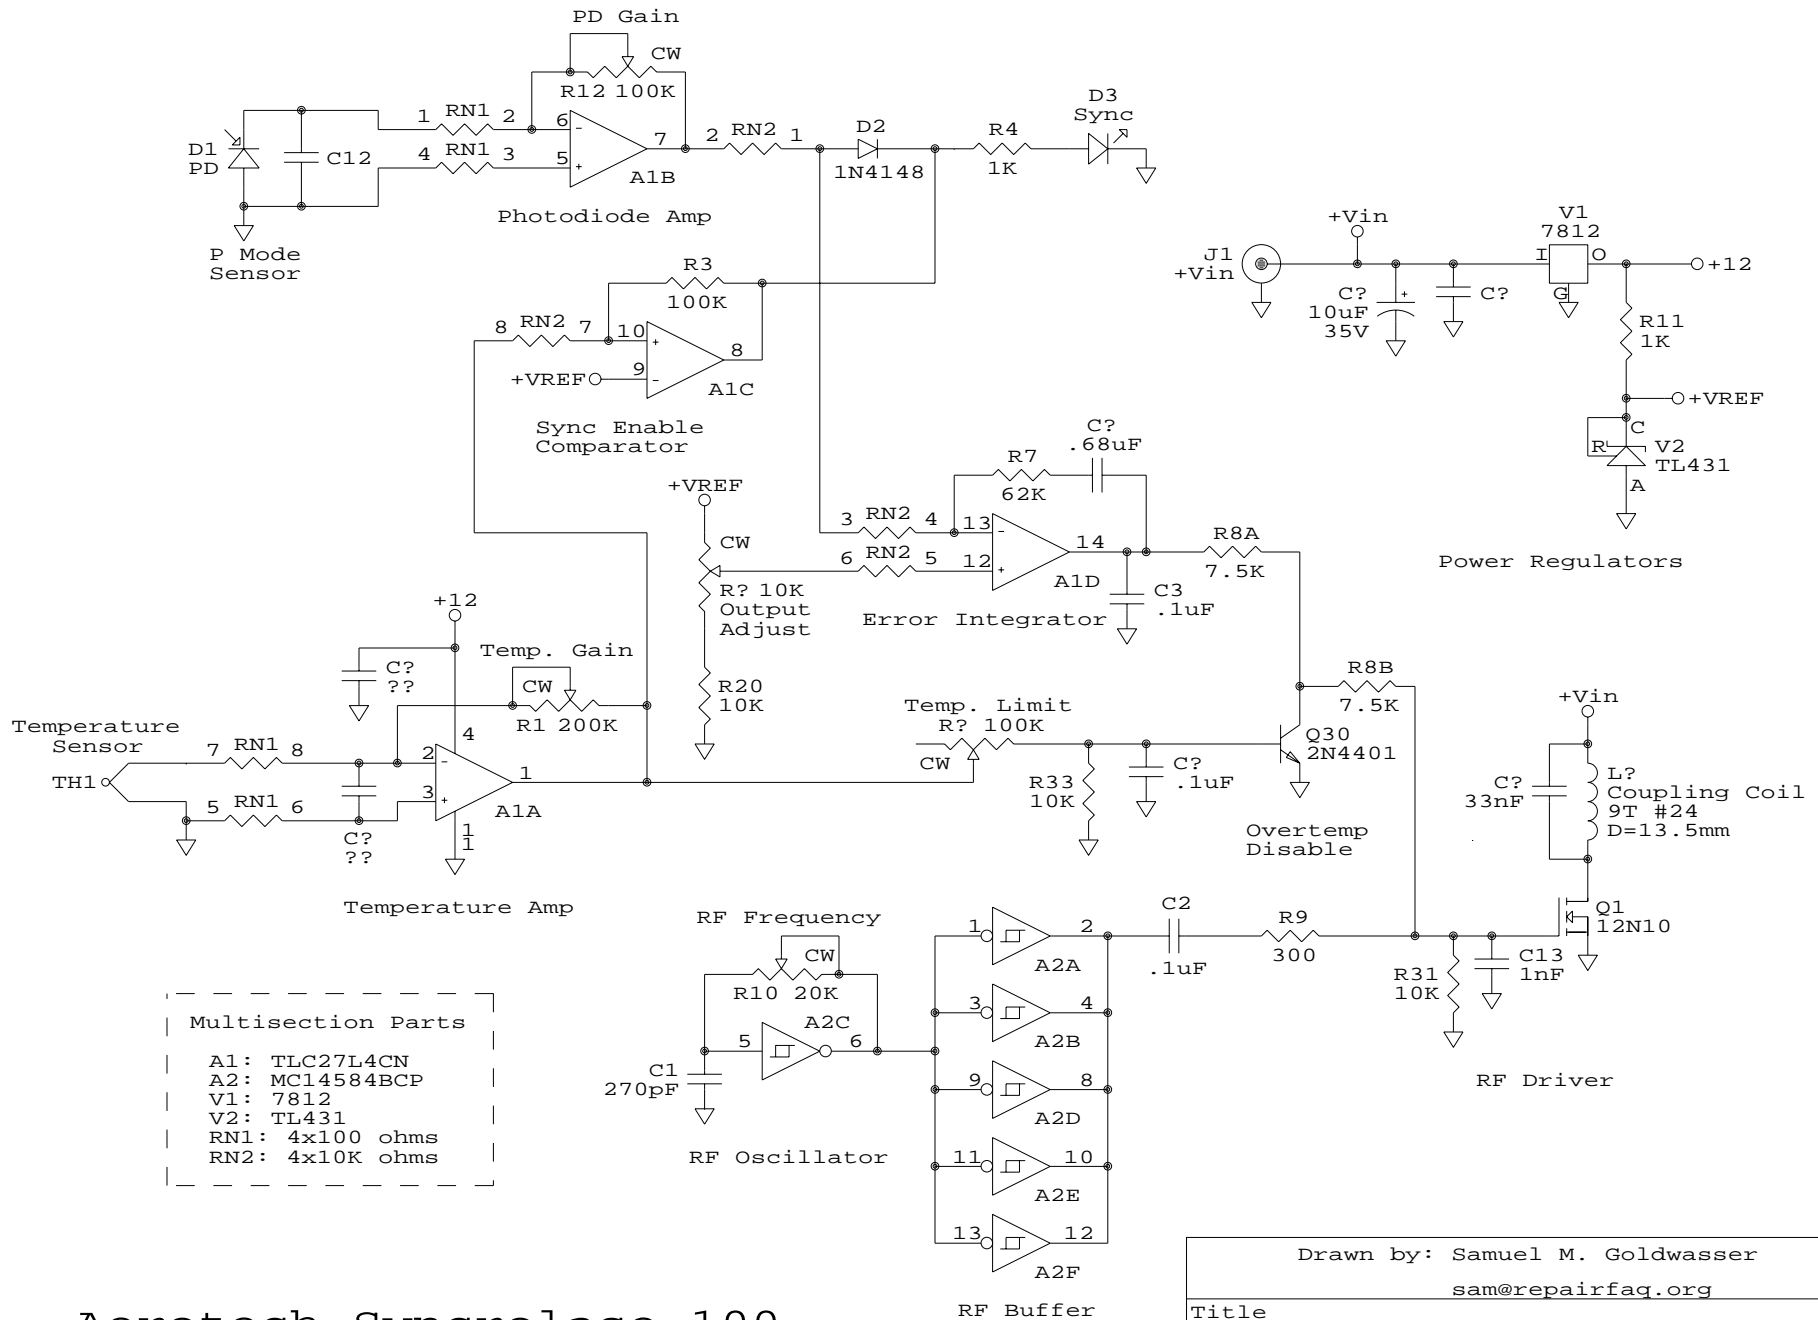 PD Gain
CW
R12 100K
1 RN1 2
4 RN1 3
6
5
7
-
+
A1B
D1
PD
C12
P Mode
Sensor
Photodiode Amp
2 RN2 1
D2
1N4148
R4
1K
D3
Sync
R3
100K
8 RN2 7
10
9
8
+
-
+VREF
A1C
Sync Enable
Comparator
+Vin
J1
+Vin
C?
10uF
35V
+
C?
V1
7812
I
O
G
+12
R11
1K
+VREF
C
R
V2
TL431
A
Power Regulators
C?
.68uF
R7
62K
3 RN2 4
6 RN2 5
13
12
14
-
+
A1D
Error Integrator
C3
.1uF
R8A
7.5K
+VREF
CW
R? 10K
Output
Adjust
R20
10K
+12
C?
??
Temp. Gain
CW
R1 200K
Temperature
Sensor
TH1
7 RN1 8
5 RN1 6
C?
??
4
2
3
1
-
+
1
1
A1A
Temperature Amp
Temp. Limit
R? 100K
CW
R33
10K
C?
.1uF
Q30
2N4401
Overtemp
Disable
R8B
7.5K
+Vin
C?
33nF
L?
Coupling Coil
9T #24
D=13.5mm
Q1
12N10
RF Frequency
CW
R10 20K
A2C
5
6
C1
270pF
RF Oscillator
1
2
A2A
3
4
A2B
9
8
A2D
11
10
A2E
13
12
A2F
RF Buffer
C2
.1uF
R9
300
R31
10K
C13
1nF
RF Driver
Multisection Parts
A1: TLC27L4CN
A2: MC14584BCP
V1: 7812
V2: TL431
RN1: 4x100 ohms
RN2: 4x10K ohms
Drawn by: Samuel M. Goldwasser
sam@repairfaq.org
Title